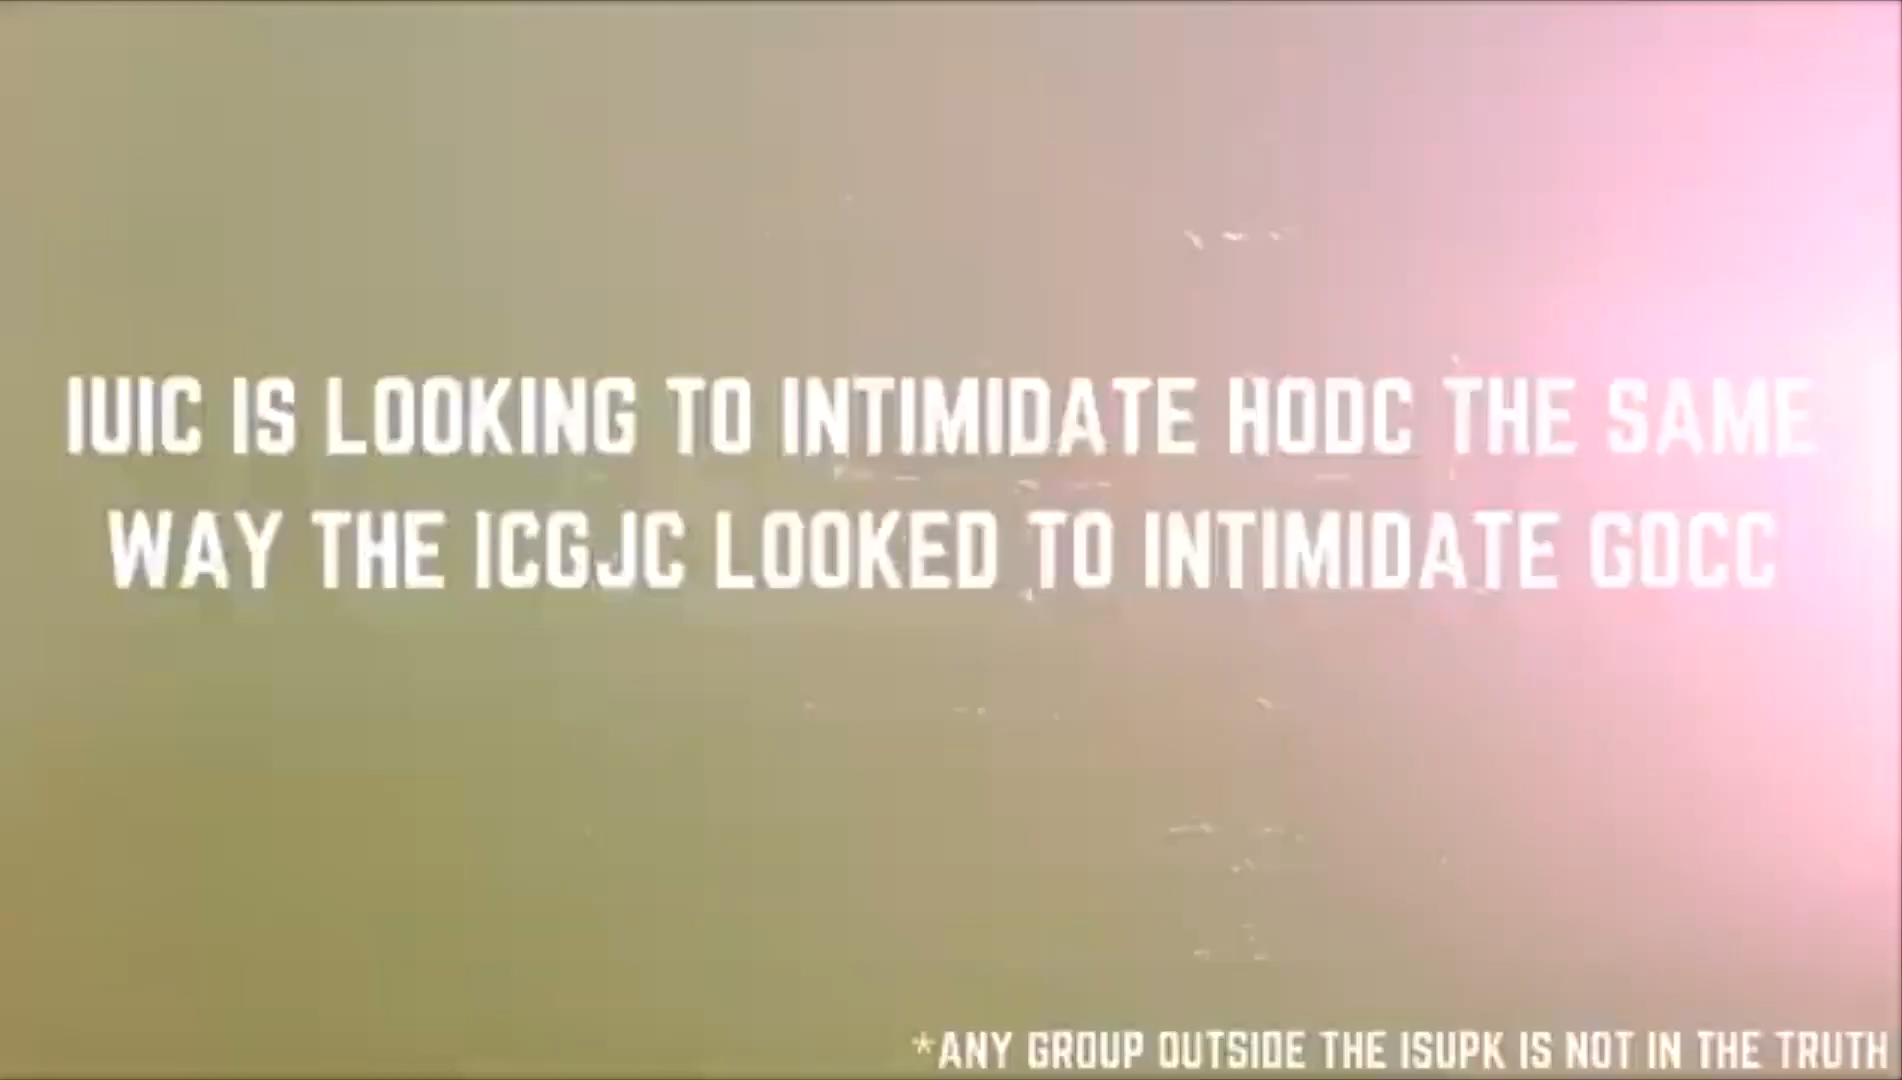 IUIC IS LOOKING TO INTIMIDATE HODC THE SAME
WAY THE ICGJC LOOKED TO INTIMIDATE GOCC
*ANY GROUP OUTSIDE THE ISUPK IS NOT IN THE TRUTH